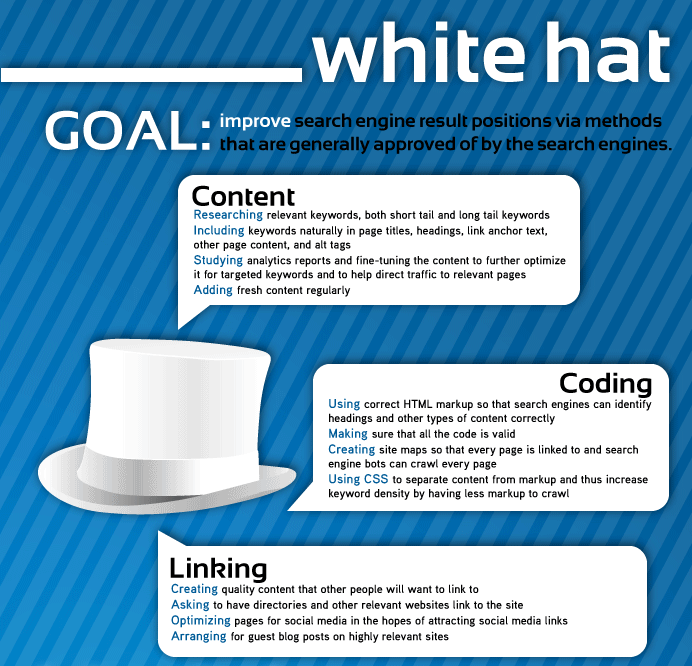 white hat
GOAL: improve search engine result positions via methods
that are generally approved of by the search engines.
Content
Researching relevant keywords, both short tail and long tail keywords
Including keywords naturally in page titles, headings, link anchor text,
other page content, and alt tags
Studying analytics reports and fine-tuning the content to further optimize
it for targeted keywords and to help direct traffic to relevant pages
Adding fresh content regularly
Coding
Using correct HTML markup so that search engines can identify
headings and other types of content correctly
Making sure that all the code is valid
Creating site maps so that every page is linked to and search
engine bots can crawl every page
Using CSS to separate content from markup and thus increase
keyword density by having less markup to crawl
Linking
Creating quality content that other people will want to link to
Asking to have directories and other relevant websites link to the site
Optimizing pages for social media in the hopes of attracting social media links
Arranging for guest blog posts on highly relevant sites